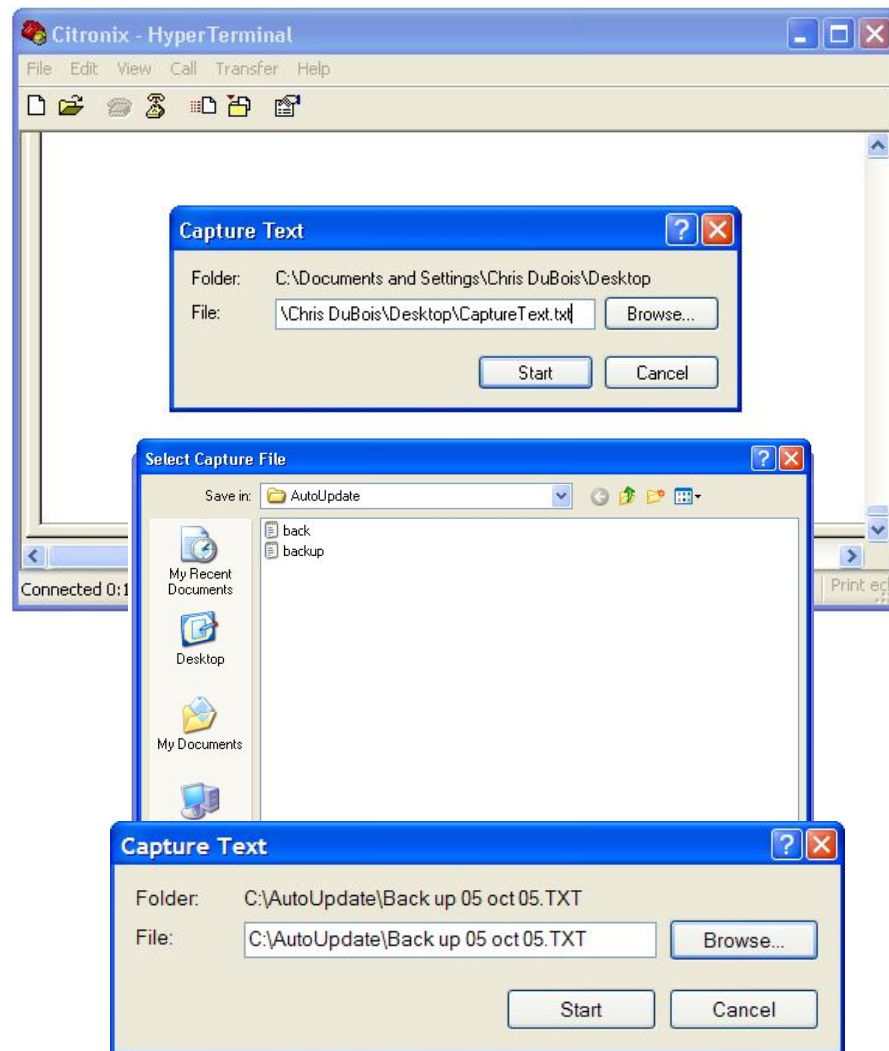 Citronix - HyperTerminal
File Edit View Call Transfer Help
Capture Text
Folder: C:\Documents and Settings\Chris DuBois\Desktop
File: \Chris DuBois\Desktop\CaptureText.txt Browse...
Start Cancel
Select Capture File
Save in: AutoUpdate
back
backup
My Recent Documents
Desktop
My Documents
Connected 0:1
Print ech
Capture Text
Folder: C:\AutoUpdate\Back up 05 oct 05.TXT
File: C:\AutoUpdate\Back up 05 oct 05.TXT Browse...
Start Cancel